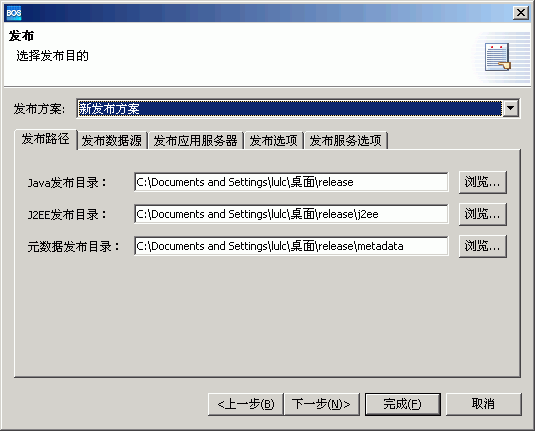 BOS
发布
选择发布目的
发布方案: 新发布方案
发布路径 发布数据源 发布应用服务器 发布选项 发布服务选项
Java发布目录： C:\Documents and Settings\lulc\桌面\release 浏览...
J2EE发布目录： C:\Documents and Settings\lulc\桌面\release\j2ee 浏览...
元数据发布目录： C:\Documents and Settings\lulc\桌面\release\metadata 浏览...
<上一步(B) 下一步(N)> 完成(F) 取消